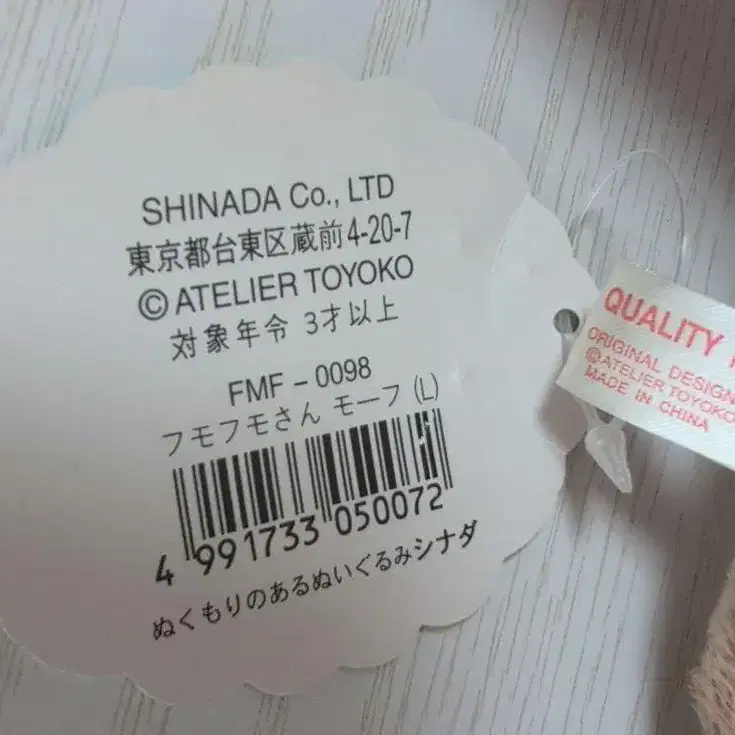 SHINADA Co., LTD
東京都台東区蔵前4-20-7
©ATELIER TOYOKO
対象年令 3才以上
FMF-0098
フモフモさん モーフ (L)
4 991733 050072
ぬくもりのあるぬいぐるみシナダ
QUALITY
ORIGINAL DESIGN
©ATELIER TOYOKO
MADE IN CHINA